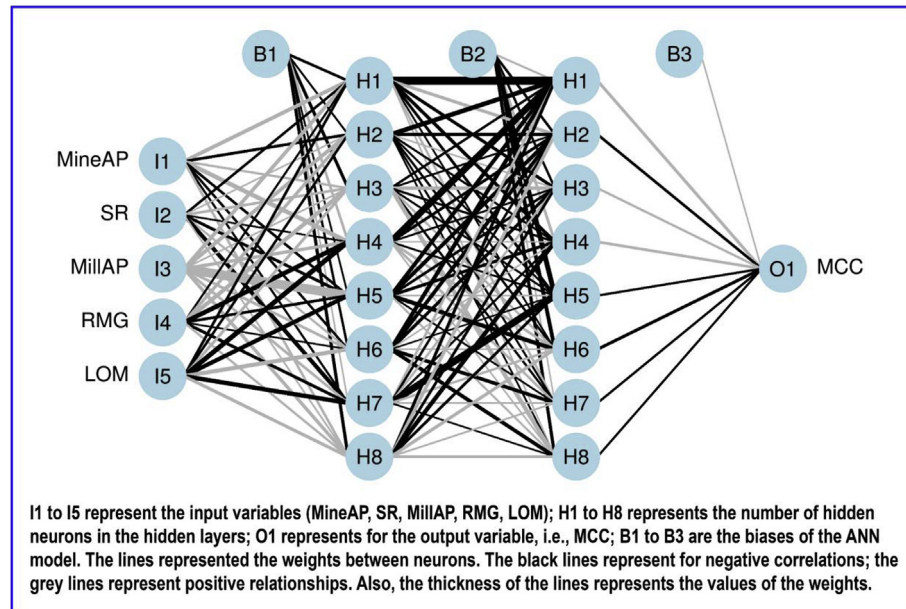 B1
B2
B3
H1
H1
H2
H2
MineAP
I1
H3
H3
SR
I2
H4
H4
MillAP
I3
O1
MCC
H5
H5
RMG
I4
H6
H6
LOM
I5
H7
H7
H8
H8
I1 to I5 represent the input variables (MineAP, SR, MillAP, RMG, LOM); H1 to H8 represents the number of hidden
neurons in the hidden layers; O1 represents for the output variable, i.e., MCC; B1 to B3 are the biases of the ANN
model. The lines represented the weights between neurons. The black lines represent for negative correlations; the
grey lines represent positive relationships. Also, the thickness of the lines represents the values of the weights.